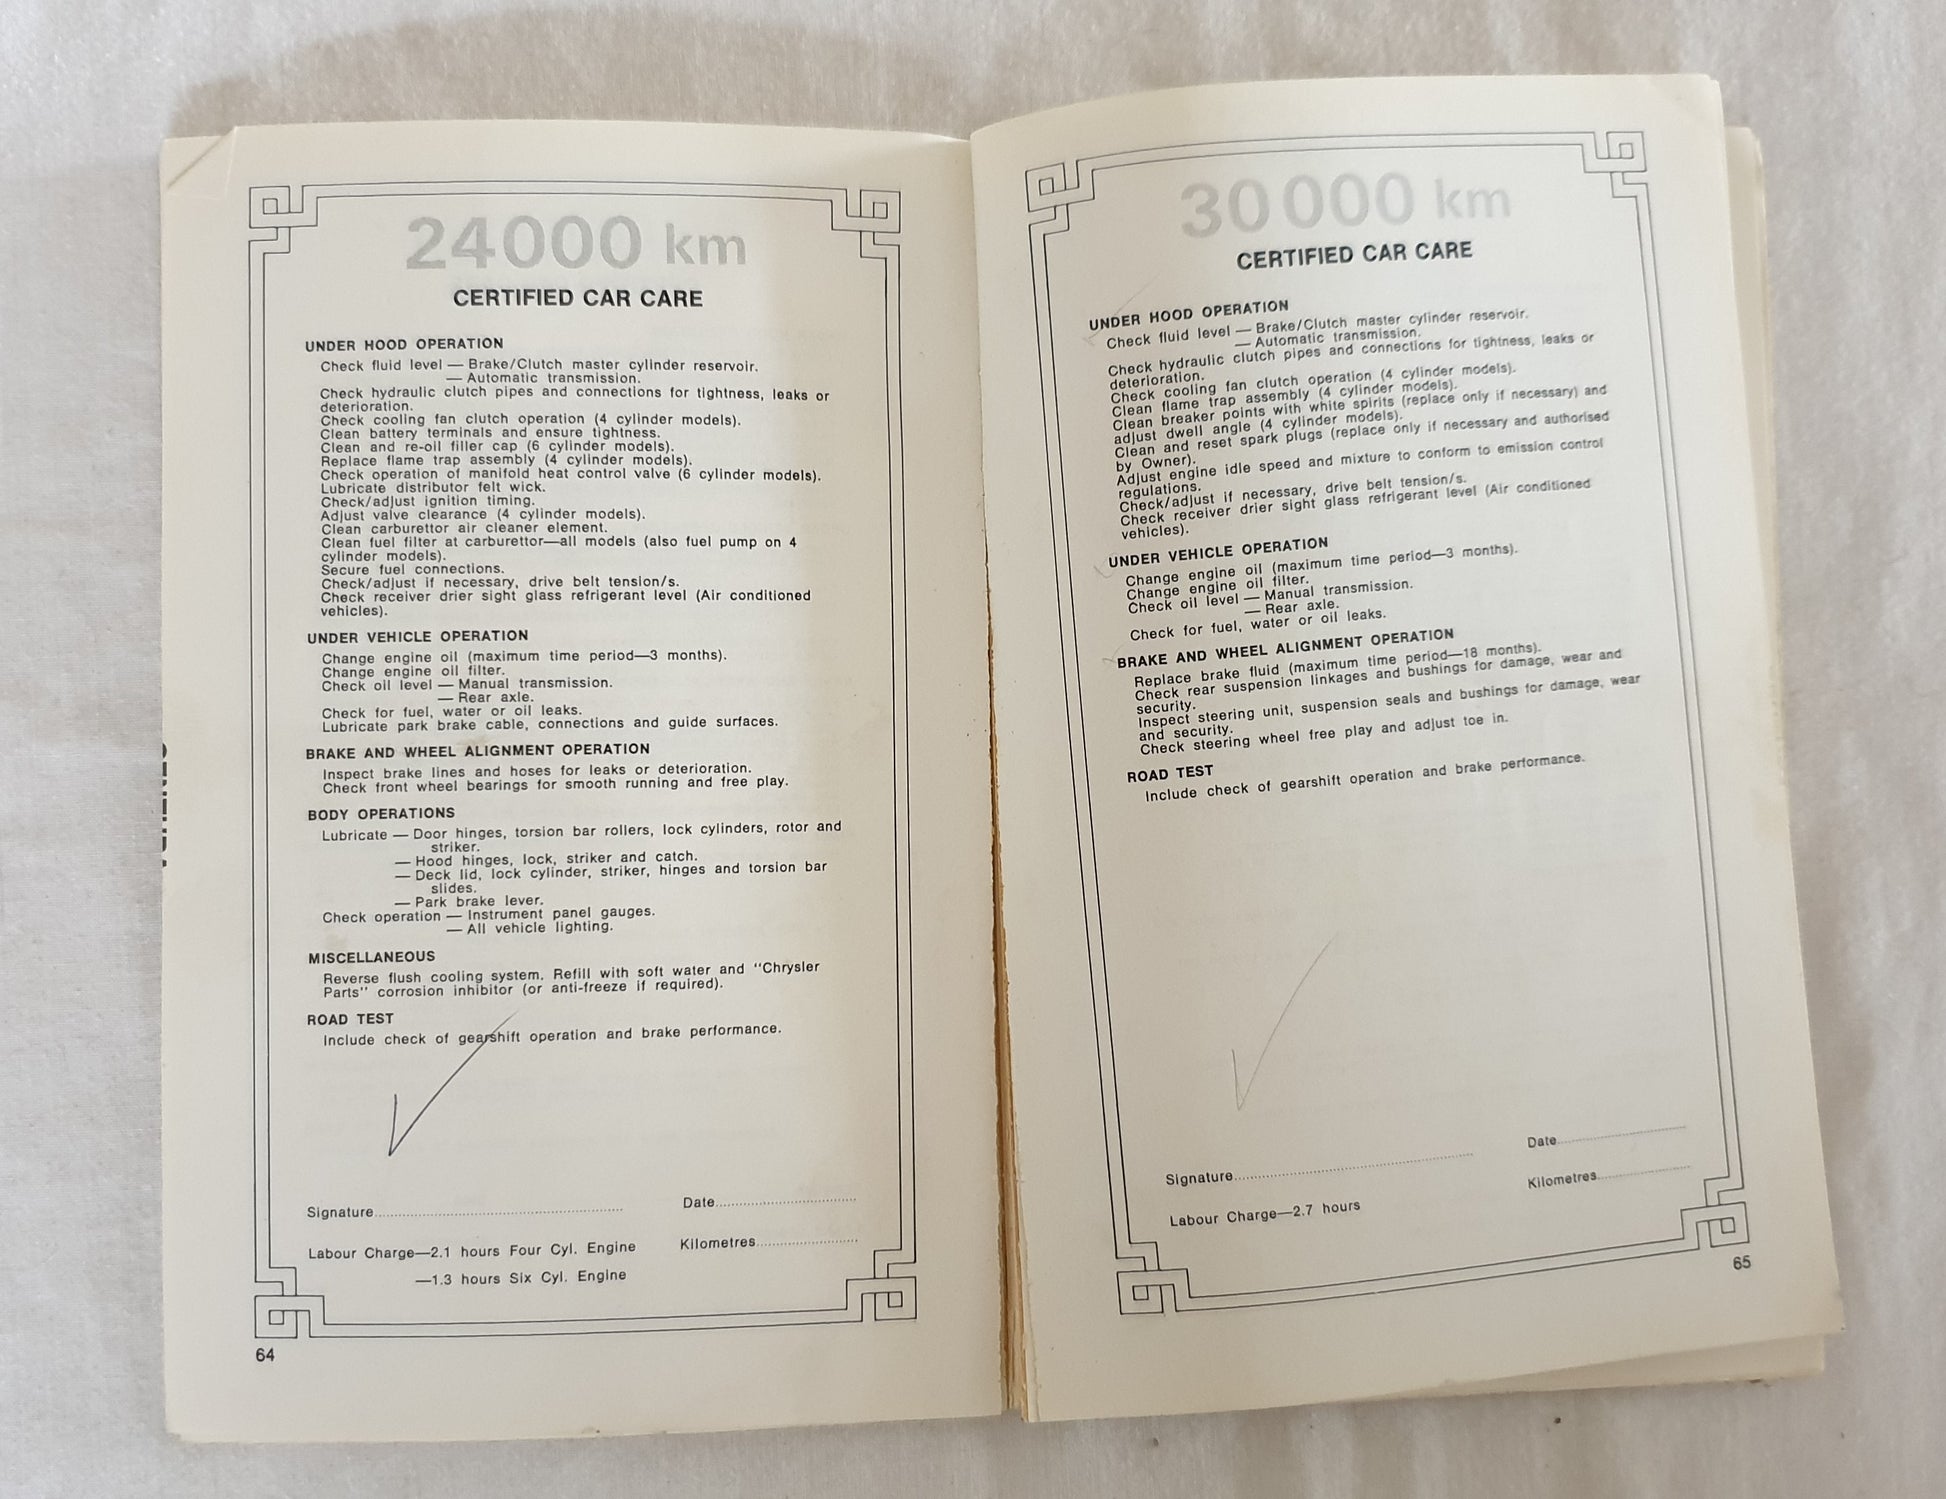 24000 km
CERTIFIED CAR CARE
UNDER HOOD OPERATION
Check fluid level — Brake/Clutch master cylinder reservoir.
— Automatic transmission.
Check hydraulic clutch pipes and connections for tightness, leaks or
deterioration.
Check cooling fan clutch operation (4 cylinder models).
Clean battery terminals and ensure tightness.
Clean and re-oil filler cap (6 cylinder models).
Replace flame trap assembly (4 cylinder models).
Check operation of manifold heat control valve (6 cylinder models).
Lubricate distributor felt wick.
Check/adjust ignition timing.
Adjust valve clearance (4 cylinder models).
Clean carburettor air cleaner element.
Clean fuel filter at carburettor—all models (also fuel pump on 4
cylinder models).
Secure fuel connections.
Check/adjust if necessary, drive belt tension/s.
Check receiver drier sight glass refrigerant level (Air conditioned
vehicles).
UNDER VEHICLE OPERATION
Change engine oil (maximum time period—3 months).
Change engine oil filter.
Check oil level — Manual transmission.
— Rear axle.
Check for fuel, water or oil leaks.
Lubricate park brake cable, connections and guide surfaces.
BRAKE AND WHEEL ALIGNMENT OPERATION
Inspect brake lines and hoses for leaks or deterioration.
Check front wheel bearings for smooth running and free play.
BODY OPERATIONS
Lubricate — Door hinges, torsion bar rollers, lock cylinders, rotor and
striker.
— Hood hinges, lock, striker and catch.
— Deck lid, lock cylinder, striker, hinges and torsion bar
slides.
— Park brake lever.
Check operation — Instrument panel gauges.
— All vehicle lighting.
MISCELLANEOUS
Reverse flush cooling system. Refill with soft water and "Chrysler
Parts" corrosion inhibitor (or anti-freeze if required).
ROAD TEST
Include check of gearshift operation and brake performance.
Signature.................... Date....................
Labour Charge—2.1 hours Four Cyl. Engine Kilometres....................
—1.3 hours Six Cyl. Engine
64
30 000 km
CERTIFIED CAR CARE
UNDER HOOD OPERATION
Check fluid level — Brake/Clutch master cylinder reservoir.
— Automatic transmission.
Check hydraulic clutch pipes and connections for tightness, leaks or
deterioration.
Check cooling fan clutch operation (4 cylinder models).
Clean flame trap assembly (4 cylinder models).
Clean breaker points with white spirits (replace only if necessary) and
adjust dwell angle (4 cylinder models).
Clean and reset spark plugs (replace only if necessary and authorised
by Owner).
Adjust engine idle speed and mixture to conform to emission control
regulations.
Check/adjust if necessary, drive belt tension/s.
Check receiver drier sight glass refrigerant level (Air conditioned
vehicles).
UNDER VEHICLE OPERATION
Change engine oil (maximum time period—3 months).
Change engine oil filter.
Check oil level — Manual transmission.
— Rear axle.
Check for fuel, water or oil leaks.
BRAKE AND WHEEL ALIGNMENT OPERATION
Replace brake fluid (maximum time period—18 months).
Check rear suspension linkages and bushings for damage, wear and
security.
Inspect steering unit, suspension seals and bushings for damage, wear
and security.
Check steering wheel free play and adjust toe in.
ROAD TEST
Include check of gearshift operation and brake performance.
Signature.................... Date....................
Labour Charge—2.7 hours Kilometres....................
65